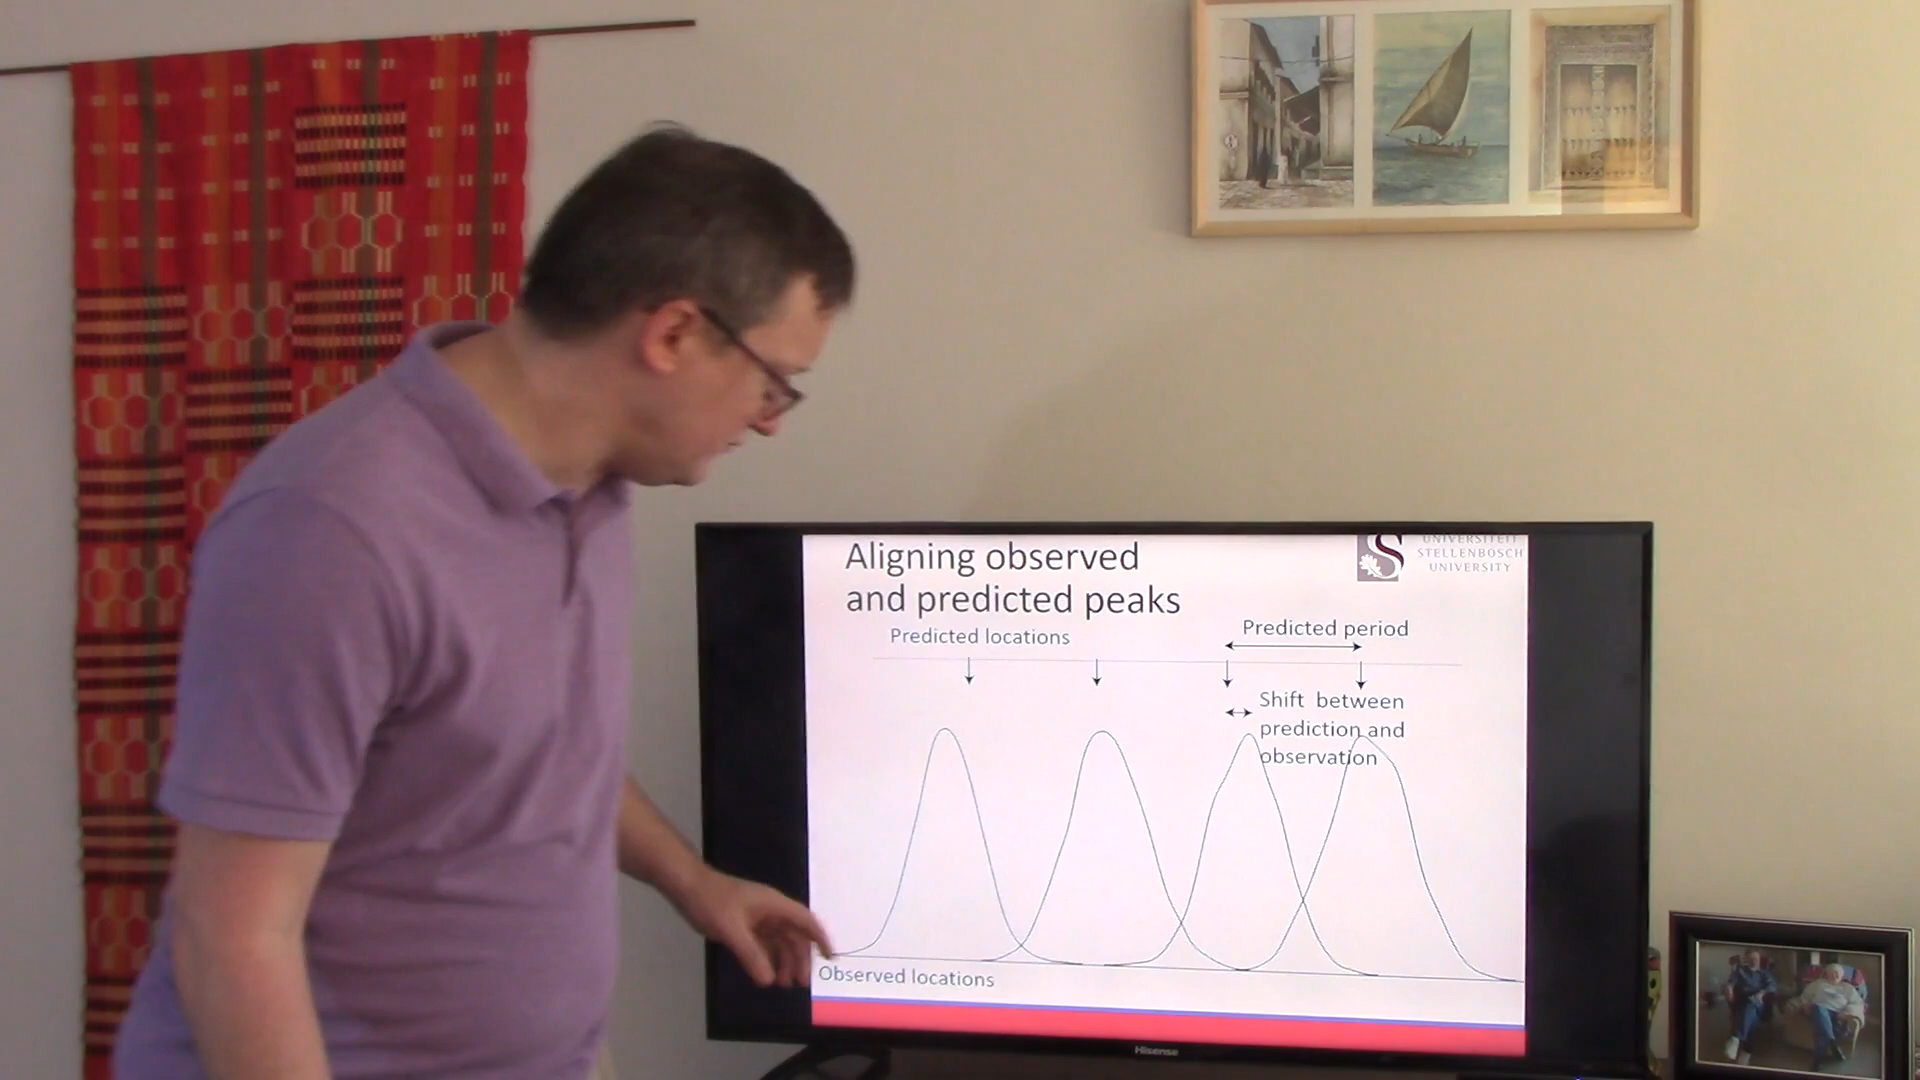 Aligning observed
and predicted peaks
UNIVERSITEIT
STELLENBOSCH
UNIVERSITY
Predicted locations
Predicted period
Shift between
prediction and
observation
Observed locations
Hisense